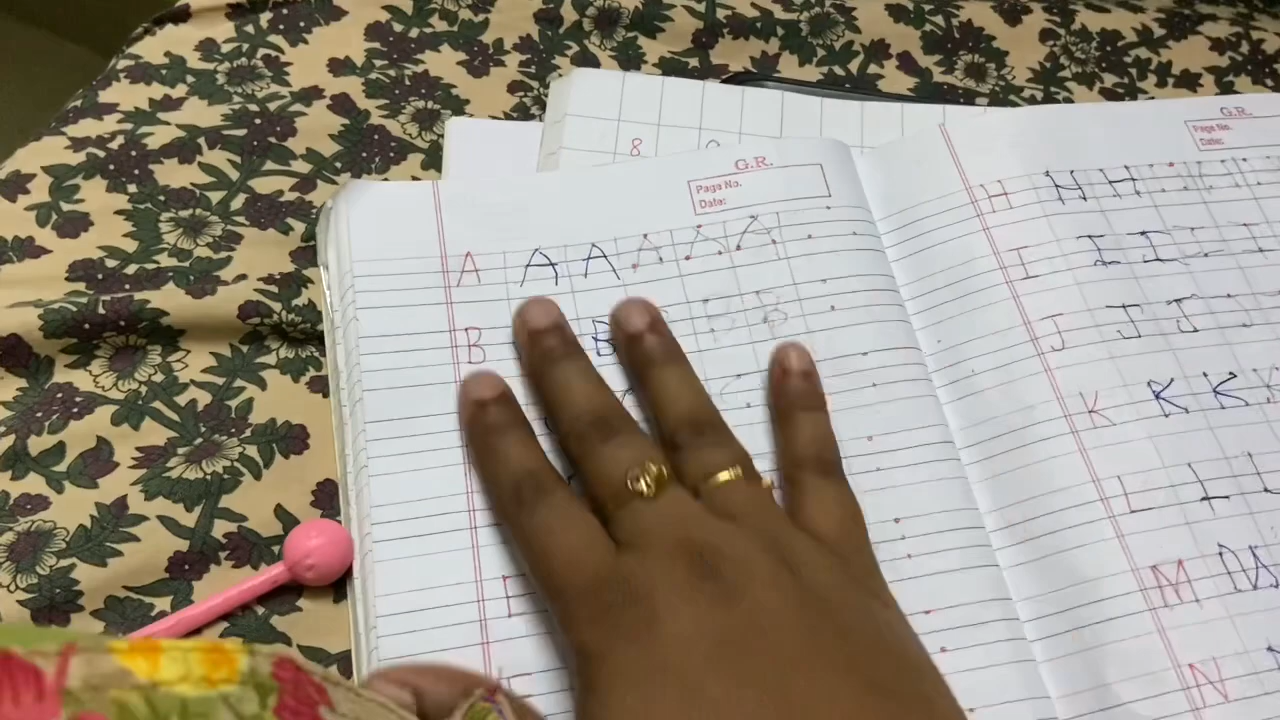 8
G.R.
Page No.
Date:
A A A A A A
B B B B
G.R.
Page No.
Date:
H H H H
I I I I I
J J J
K K K
L L L
M M
N